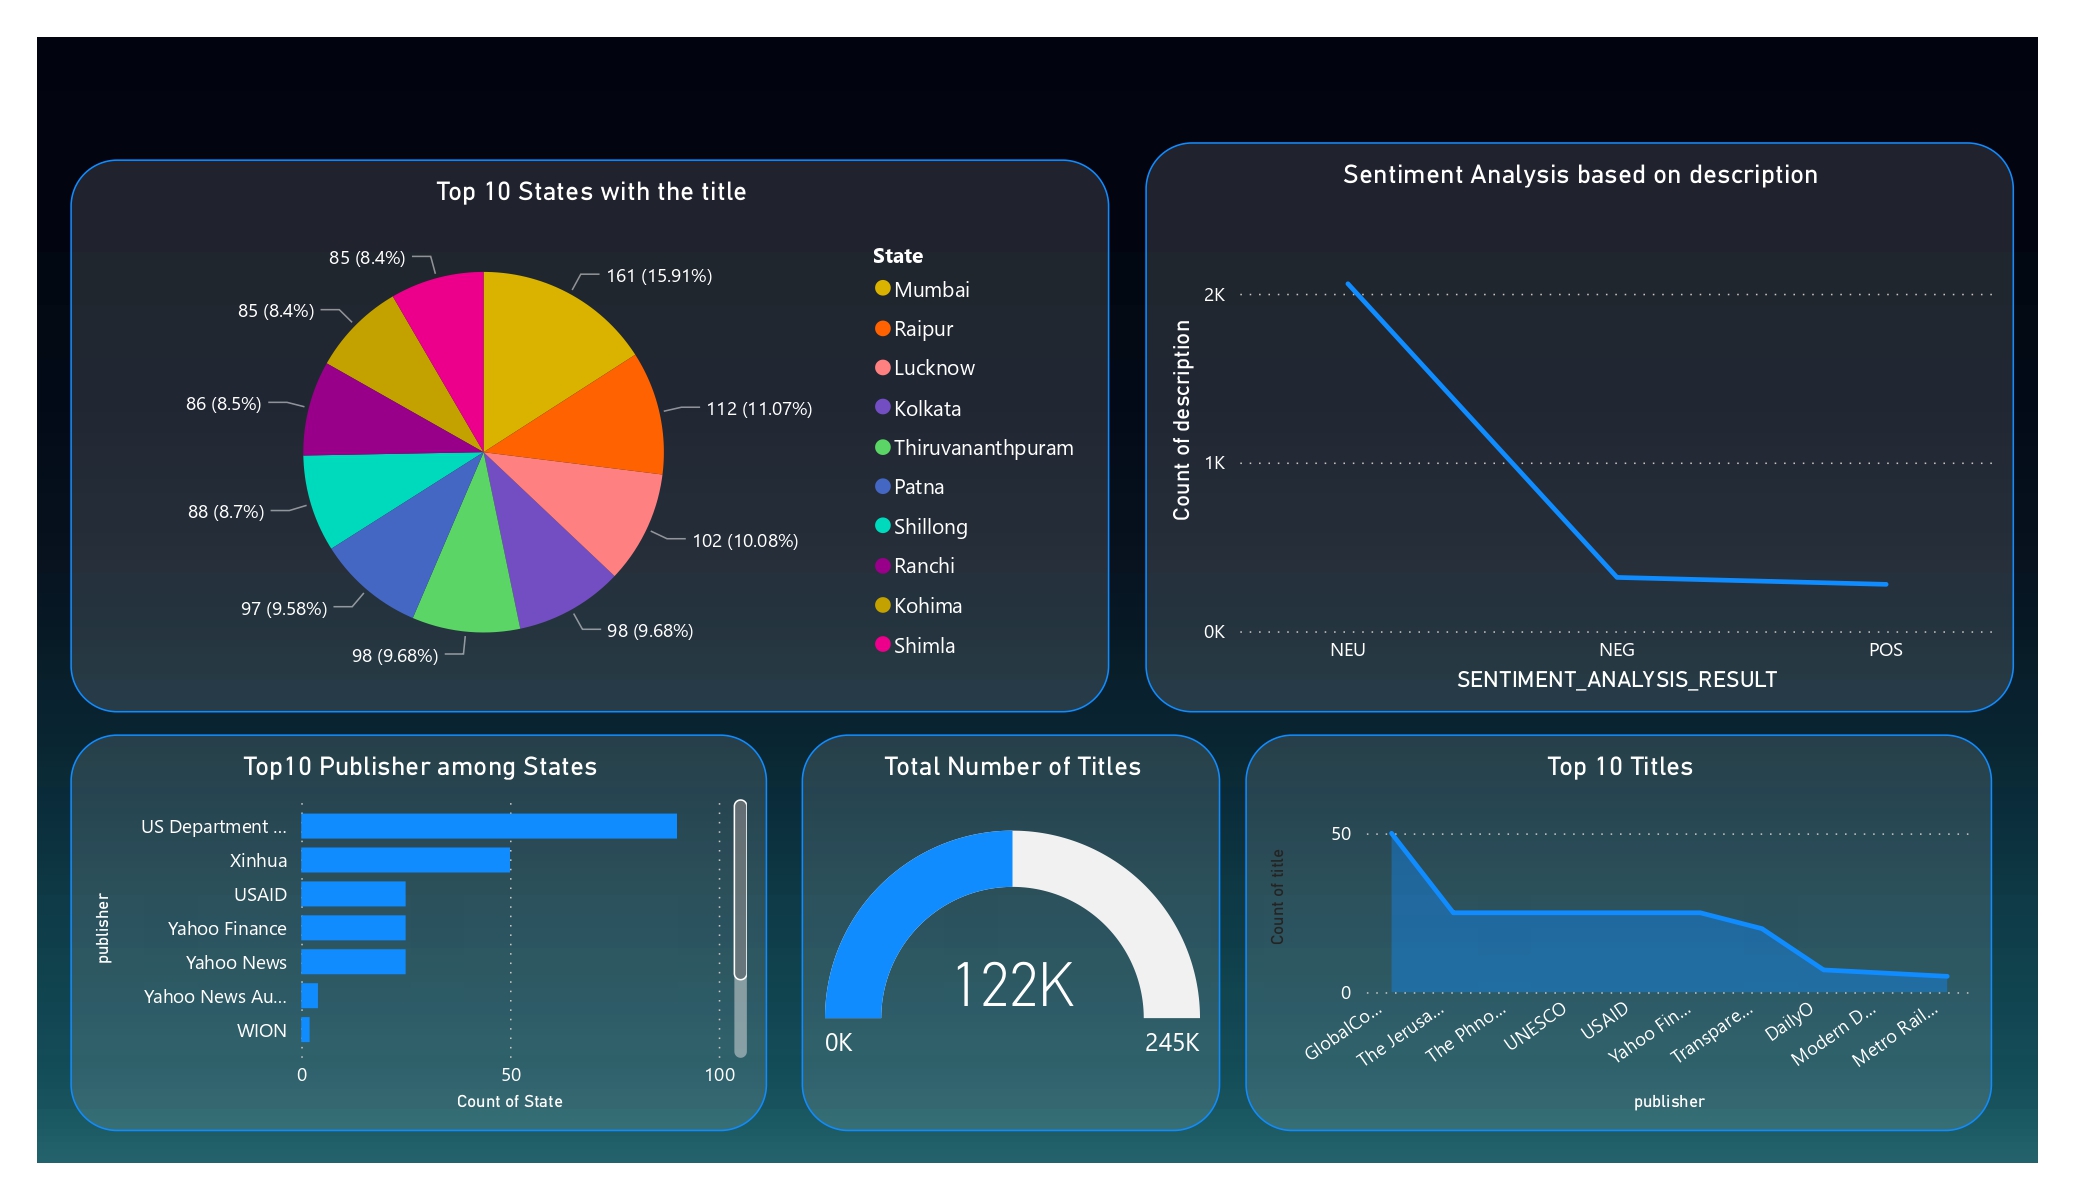 Top 10 States with the title
85 (8.4%)
161 (15.91%)
85 (8.4%)
112 (11.07%)
86 (8.5%)
88 (8.7%)
102 (10.08%)
97 (9.58%)
98 (9.68%)
98 (9.68%)
State
Mumbai
Raipur
Lucknow
Kolkata
Thiruvananthpuram
Patna
Shillong
Ranchi
Kohima
Shimla
Sentiment Analysis based on description
Count of description
2K
1K
0K
NEU NEG POS
SENTIMENT_ANALYSIS_RESULT
Top10 Publisher among States
publisher
US Department ...
Xinhua
USAID
Yahoo Finance
Yahoo News
Yahoo News Au...
WION
0 50 100
Count of State
Total Number of Titles
122K
0K 245K
Top 10 Titles
Count of title
50
0
GlobalCo...
The Jerusa...
The Phno...
UNESCO
USAID
Yahoo Fin...
Transpare...
DailyO
Modern D...
Metro Rail...
publisher